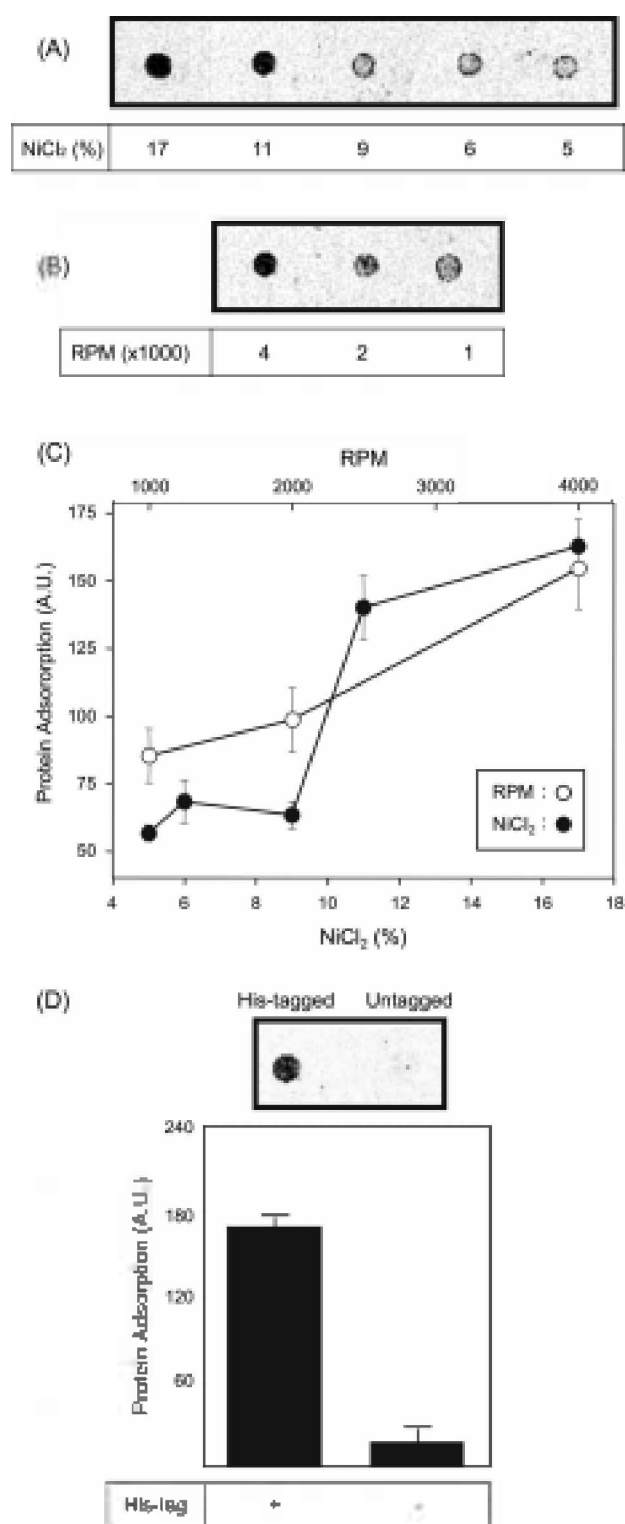 (A)
NiCl₂ (%) 17 11 9 6 5
(B)
RPM (x1000) 4 2 1
(C)
RPM
1000 2000 3000 4000
175
150
125
100
75
50
Protein Adsororption (A.U.)
RPM : ○
NiCl₂ : ●
4 6 8 10 12 14 16 18
NiCl₂ (%)
(D)
His-tagged Untagged
240
180
120
60
Protein Adsorption (A.U.)
His-tag + -